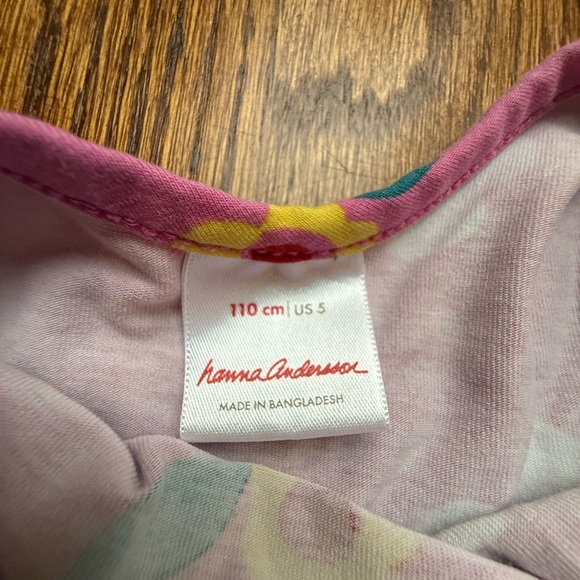 110 cm | US 5
hanna Andersson
MADE IN BANGLADESH